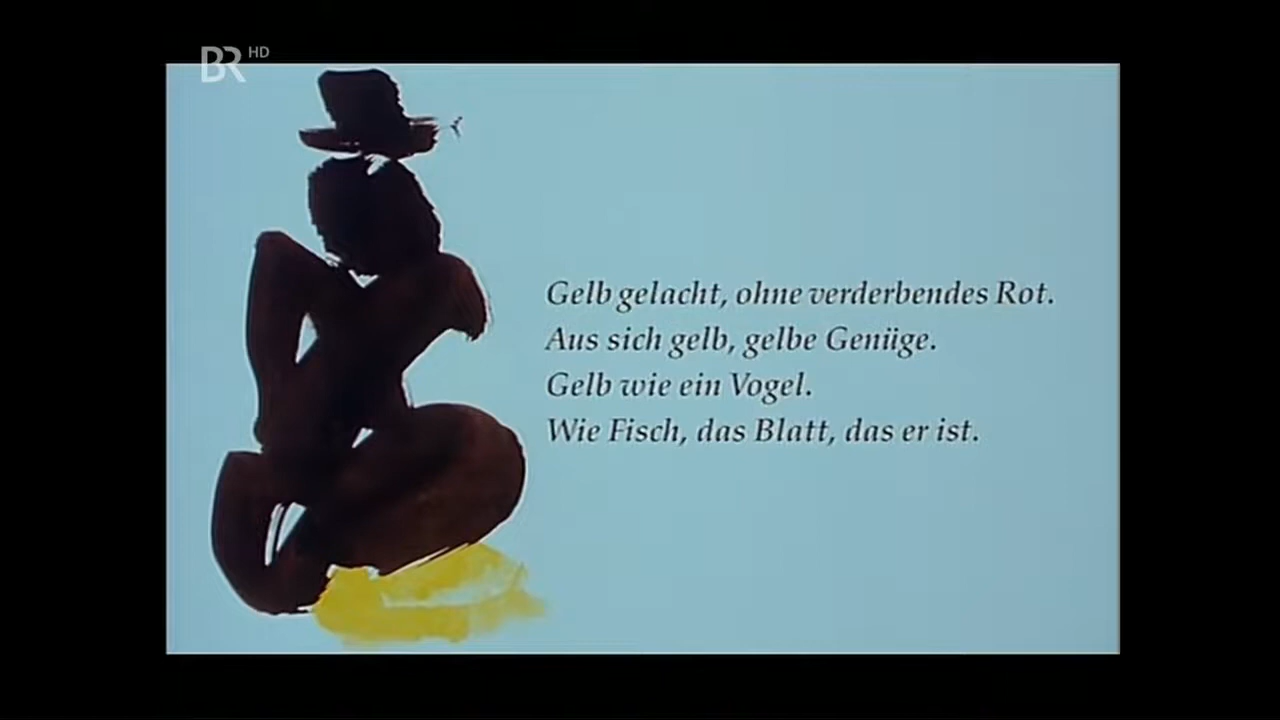 BR HD
Gelb gelacht, ohne verderbendes Rot.
Aus sich gelb, gelbe Genüge.
Gelb wie ein Vogel.
Wie Fisch, das Blatt, das er ist.